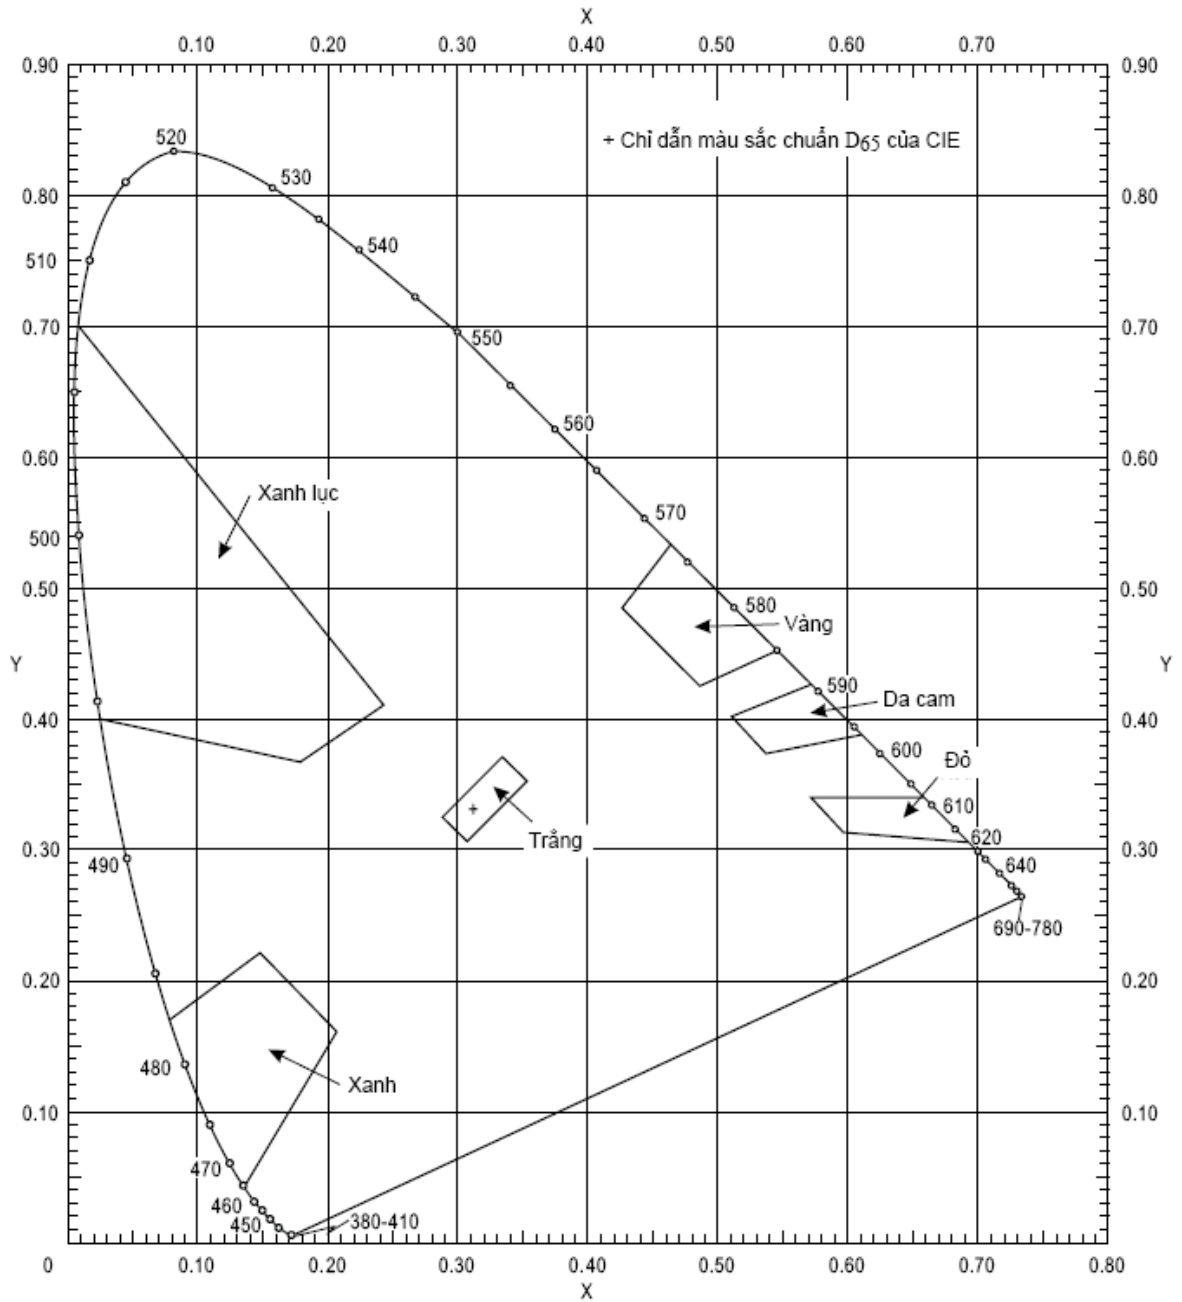 X
0.10 0.20 0.30 0.40 0.50 0.60 0.70
0.90 0.90
+ Chỉ dẫn màu sắc chuẩn D65 của CIE
520
530
0.80 0.80
540
510
0.70 0.70
550
560
0.60 0.60
Xanh lục
570
500
0.50 0.50
580
Vàng
Y Y
590
Da cam
0.40 0.40
600
Đỏ
610
Trắng
620
0.30 0.30
490 640
690-780
0.20 0.20
480
Xanh
0.10 0.10
470
460
450 380-410
0 0.10 0.20 0.30 0.40 0.50 0.60 0.70 0.80
X